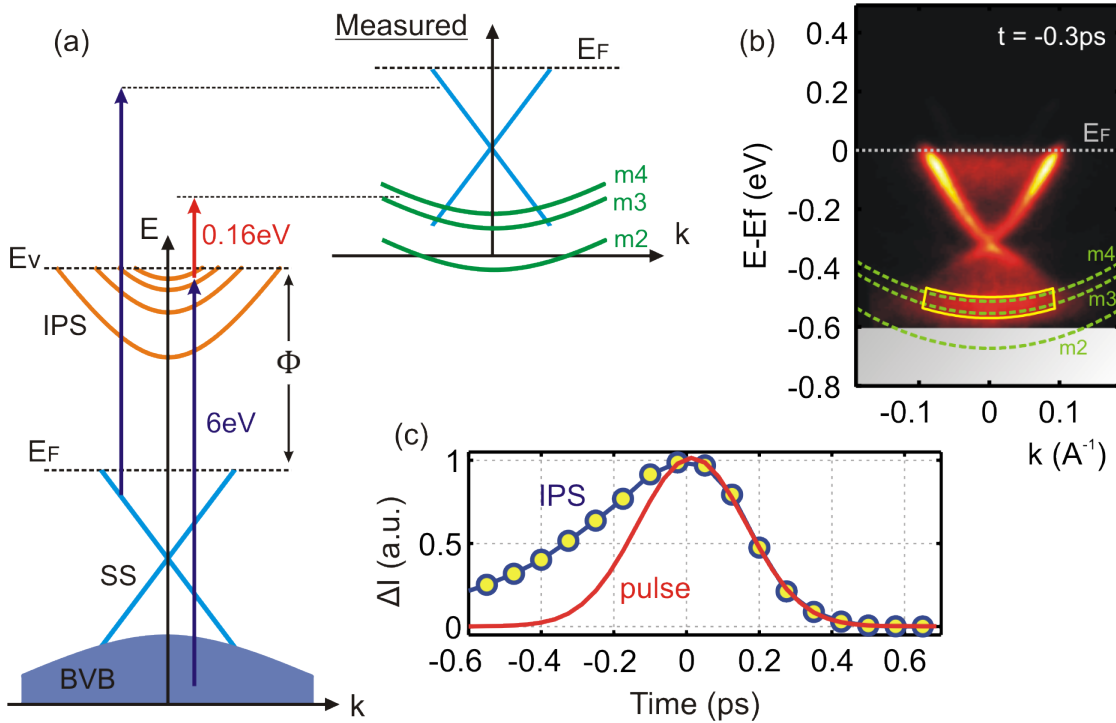 (a)
Measured
EF
m4
m3
m2
k
E
0.16eV
Ev
IPS
Φ
6eV
EF
SS
BVB
k
(b)
t = -0.3ps
0.4
0.2
0
-0.2
-0.4
-0.6
-0.8
E-Ef (eV)
EF
m4
m3
m2
-0.1 0 0.1
k (A⁻¹)
(c)
1
0.5
0
ΔI (a.u.)
IPS
pulse
-0.6 -0.4 -0.2 0 0.2 0.4 0.6
Time (ps)